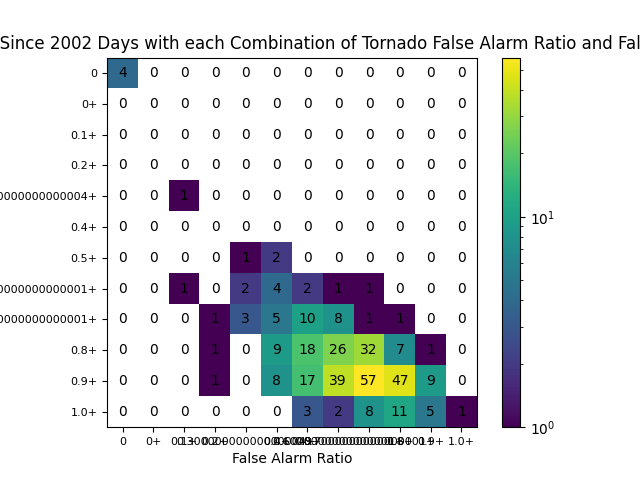 Since 2002 Days with each Combination of Tornado False Alarm Ratio and Fal
0 4 0 0 0 0 0 0 0 0 0 0 0
0+ 0 0 0 0 0 0 0 0 0 0 0 0
0.1+ 0 0 0 0 0 0 0 0 0 0 0 0
0.2+ 0 0 0 0 0 0 0 0 0 0 0 0
0000000000004+ 0 0 1 0 0 0 0 0 0 0 0 0
0.4+ 0 0 0 0 0 0 0 0 0 0 0 0
0.5+ 0 0 0 0 1 2 0 0 0 0 0 0
0000000000001+ 0 0 1 0 2 4 2 1 1 0 0 0
0000000000001+ 0 0 0 1 3 5 10 8 1 1 0 0
0.8+ 0 0 0 1 0 9 18 26 32 7 1 0
0.9+ 0 0 0 1 0 8 17 39 57 47 9 0
1.0+ 0 0 0 0 0 0 3 2 8 11 5 1
0 0+ 0.9+ 1.0+
False Alarm Ratio
10¹
10⁰